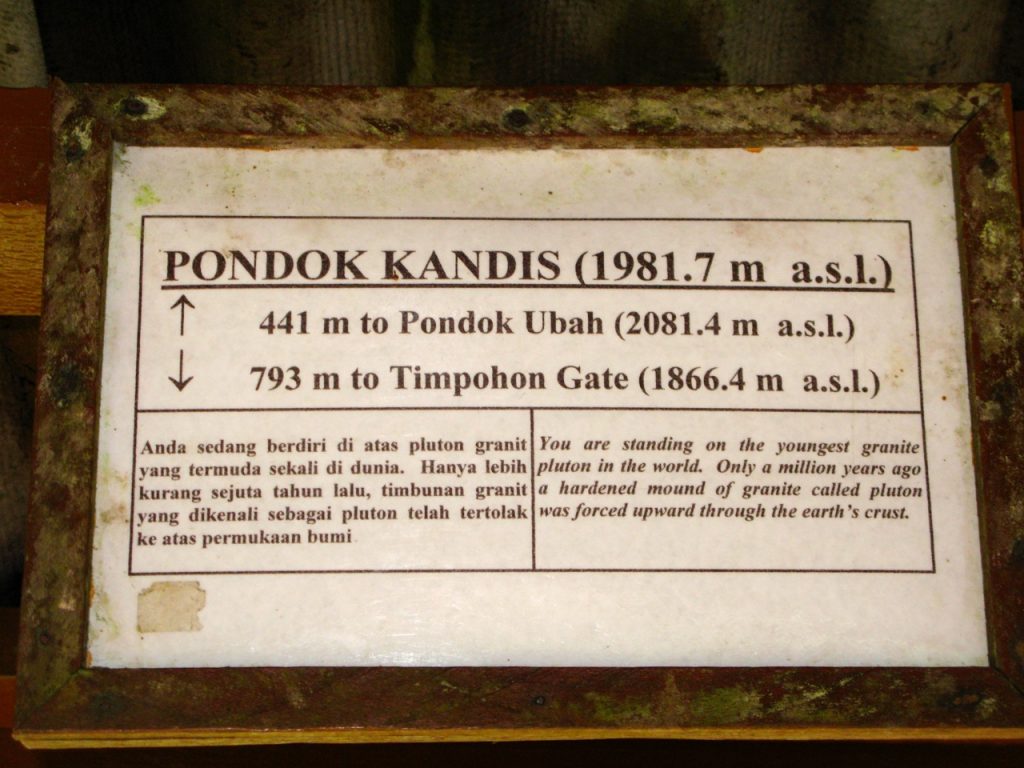 PONDOK KANDIS (1981.7 m a.s.l.)
↑ 441 m to Pondok Ubah (2081.4 m a.s.l.)
↓ 793 m to Timpohon Gate (1866.4 m a.s.l.)
Anda sedang berdiri di atas pluton granit
yang termuda sekali di dunia. Hanya lebih
kurang sejuta tahun lalu, timbunan granit
yang dikenali sebagai pluton telah tertolak
ke atas permukaan bumi
You are standing on the youngest granite
pluton in the world. Only a million years ago
a hardened mound of granite called pluton
was forced upward through the earth's crust.